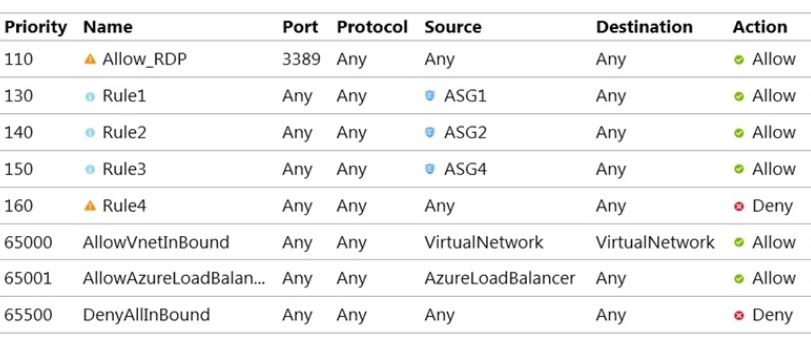 Priority Name Port Protocol Source Destination Action
110 Allow_RDP 3389 Any Any Any Allow
130 Rule1 Any Any ASG1 Any Allow
140 Rule2 Any Any ASG2 Any Allow
150 Rule3 Any Any ASG4 Any Allow
160 Rule4 Any Any Any Any Deny
65000 AllowVnetInBound Any Any VirtualNetwork VirtualNetwork Allow
65001 AllowAzureLoadBalan... Any Any AzureLoadBalancer Any Allow
65500 DenyAllInBound Any Any Any Any Deny